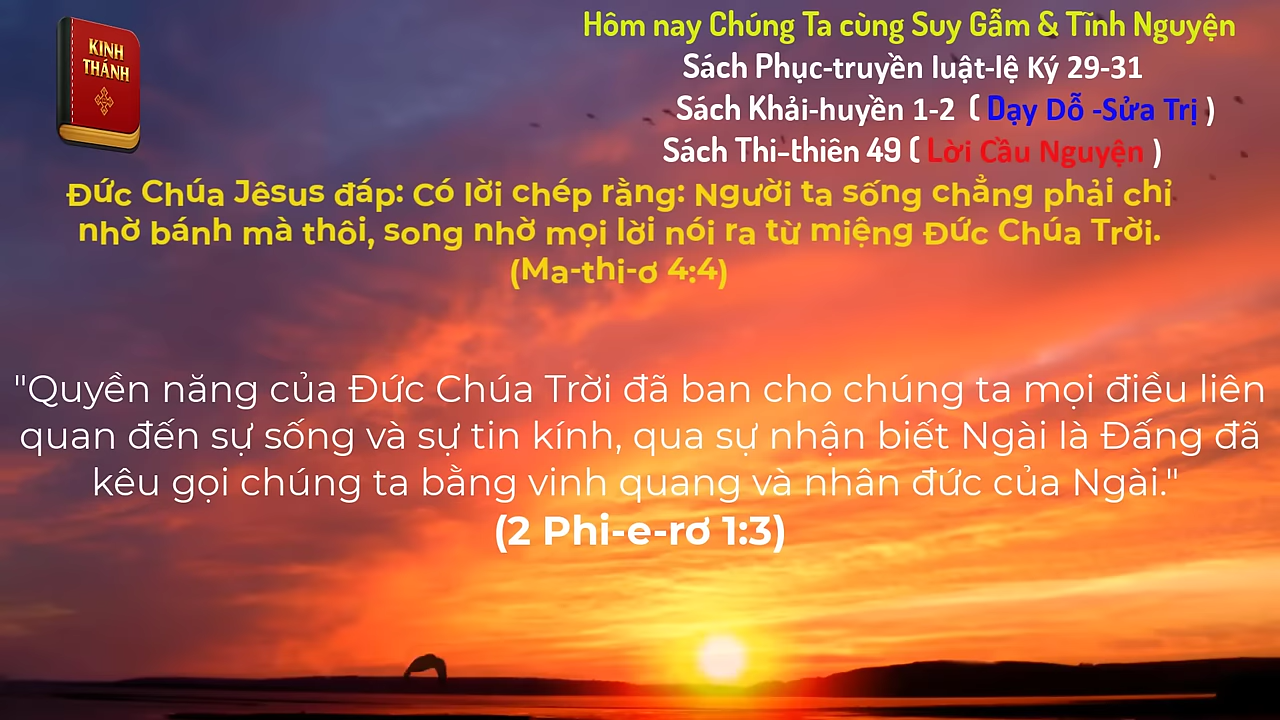 KINH
THÁNH
Hôm nay Chúng Ta cùng Suy Gẫm & Tĩnh Nguyện
Sách Phục-truyền luật-lệ Ký 29-31
Sách Khải-huyền 1-2 ( Dạy Dỗ -Sửa Trị )
Sách Thi-thiên 49 ( Lời Cầu Nguyện )
Đức Chúa Jêsus đáp: Có lời chép rằng: Người ta sống chẳng phải chỉ
nhờ bánh mà thôi, song nhờ mọi lời nói ra từ miệng Đức Chúa Trời.
(Ma-thi-ơ 4:4)
"Quyền năng của Đức Chúa Trời đã ban cho chúng ta mọi điều liên
quan đến sự sống và sự tin kính, qua sự nhận biết Ngài là Đấng đã
kêu gọi chúng ta bằng vinh quang và nhân đức của Ngài."
(2 Phi-e-rơ 1:3)